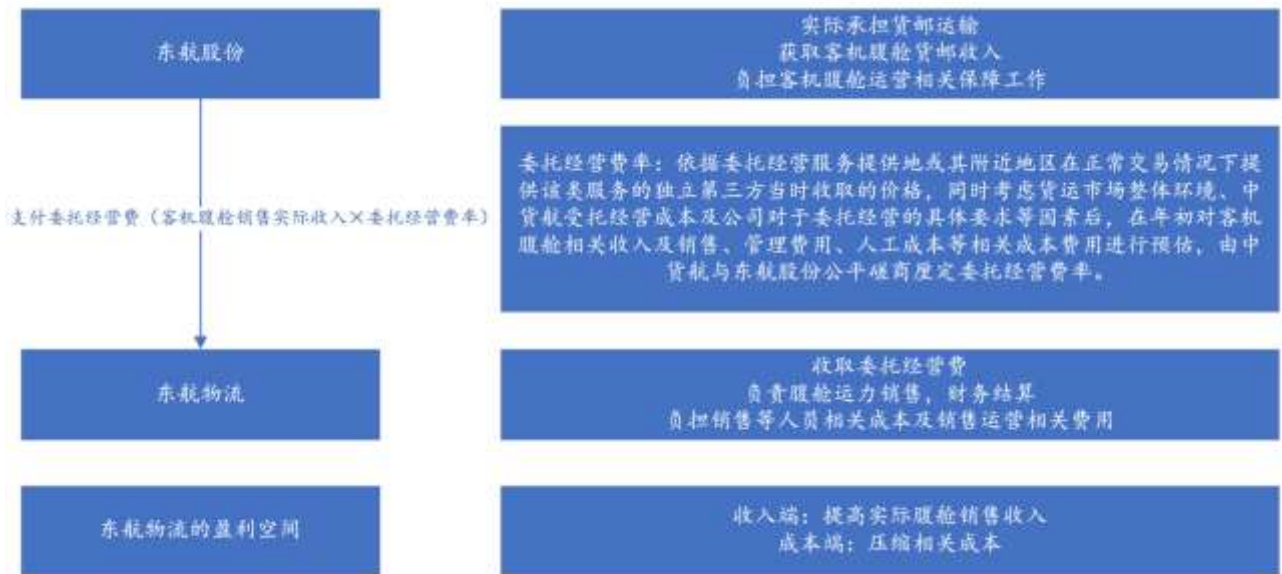 东航股份
实际承担货邮运输
获取客机腹舱货邮收入
负担客机腹舱运营相关保障工作
支付委托经营费（客机腹舱销售实际收入×委托经营费率）
委托经营费率：依据委托经营服务提供地或其附近地区在正常交易情况下提
供该类服务的独立第三方当时收取的价格，同时考虑货运市场整体环境、中
货航受托经营成本及公司对于委托经营的具体要求等因素后，在年初对客机
腹舱相关收入及销售、管理费用、人工成本等相关成本费用进行预估，由中
货航与东航股份公平磋商厘定委托经营费率。
东航物流
收取委托经营费
负责腹舱运力销售，财务结算
负担销售等人员相关成本及销售运营相关费用
东航物流的盈利空间
收入端：提高实际腹舱销售收入
成本端：压缩相关成本